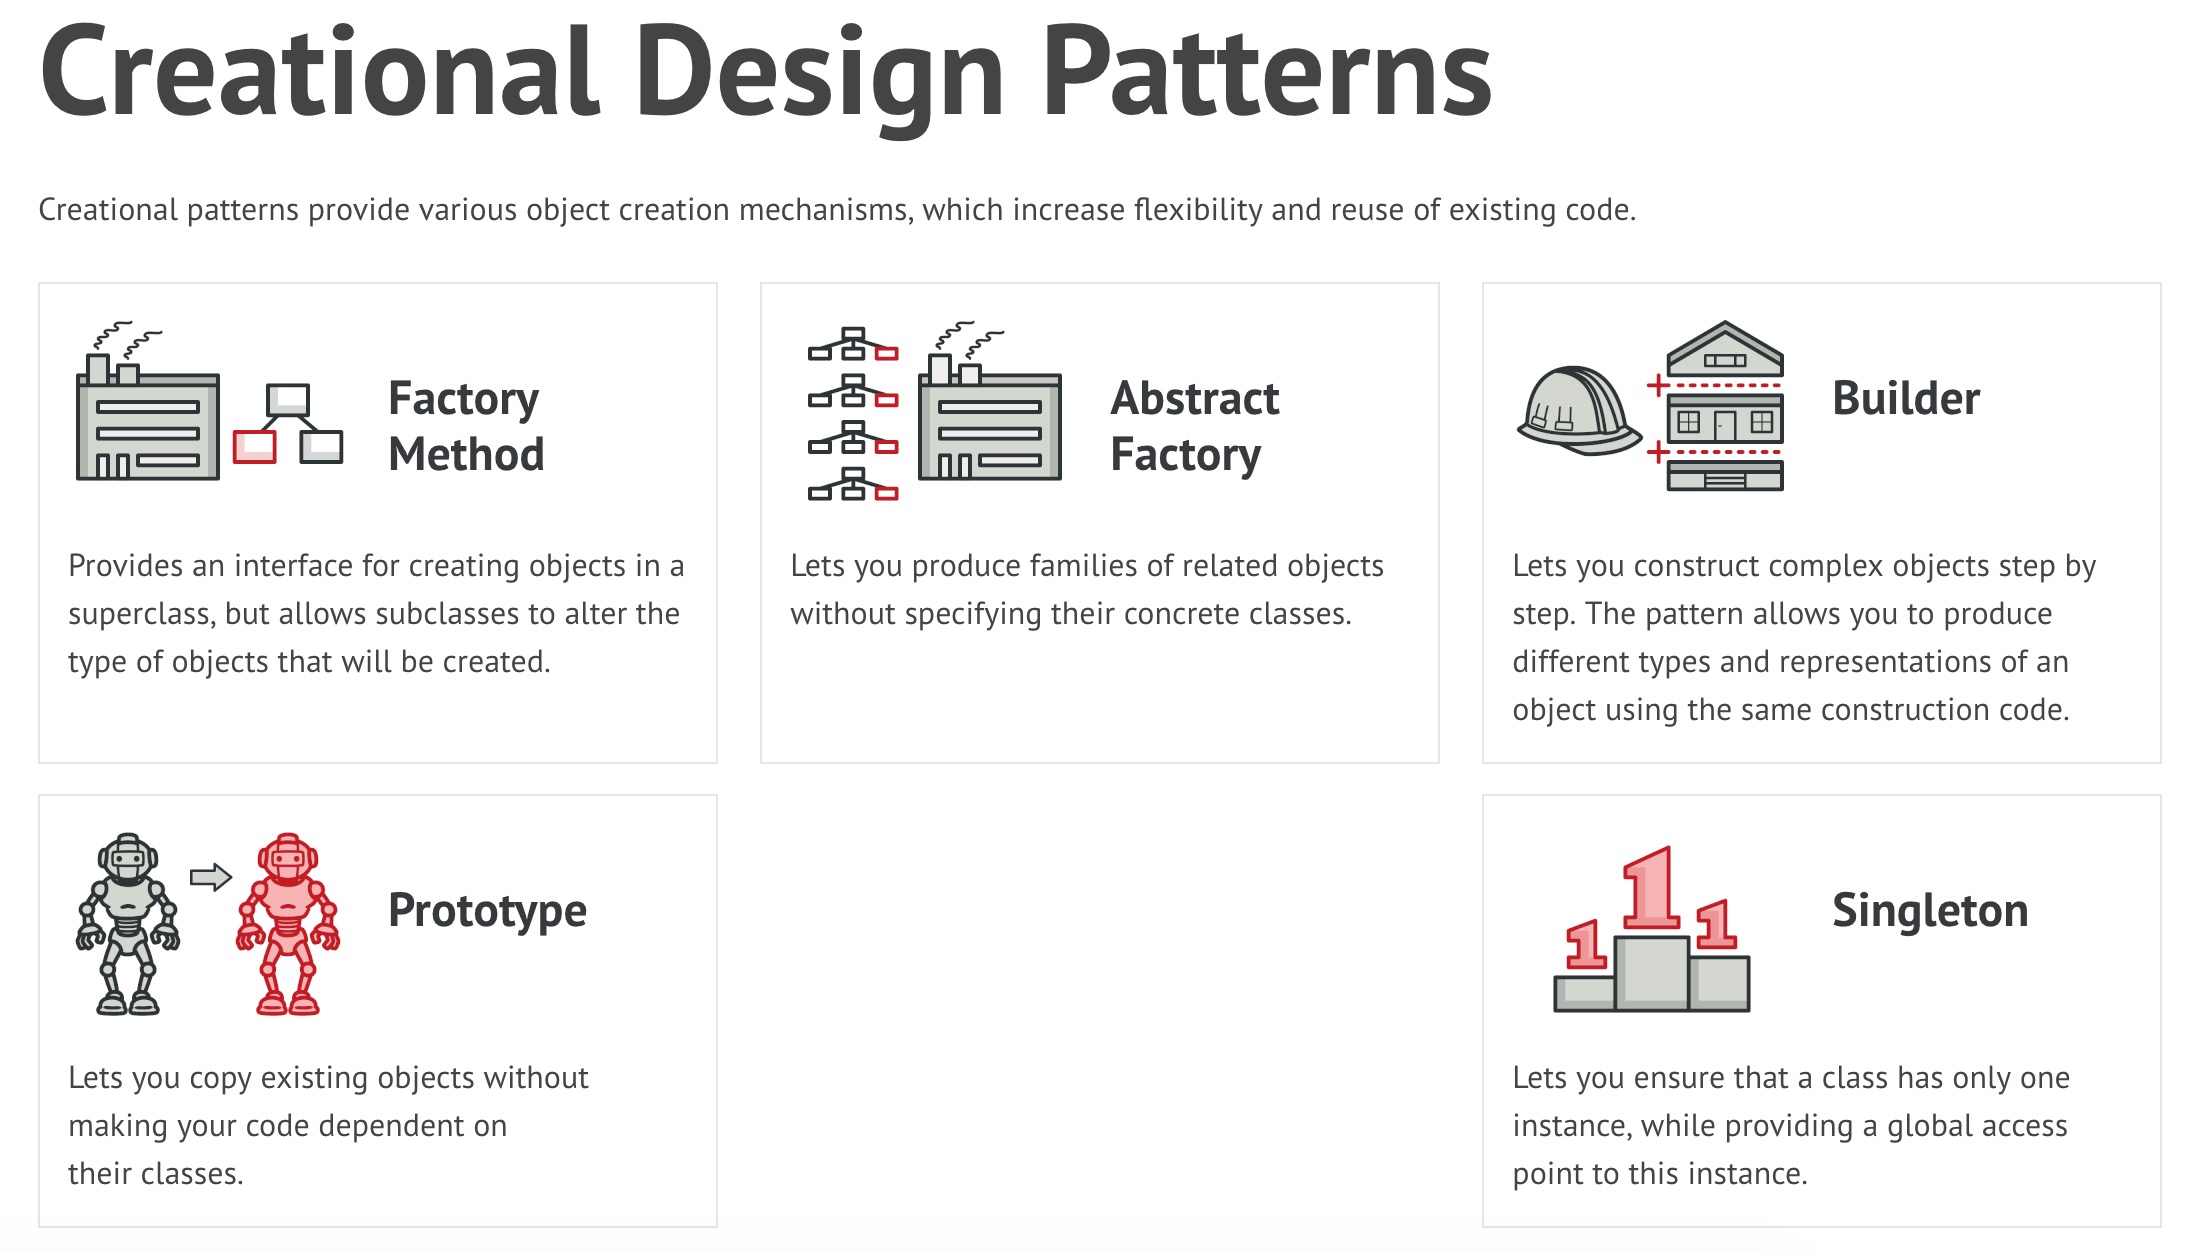 Creational Design Patterns
Creational patterns provide various object creation mechanisms, which increase flexibility and reuse of existing code.
Factory
Method
Provides an interface for creating objects in a
superclass, but allows subclasses to alter the
type of objects that will be created.
Abstract
Factory
Lets you produce families of related objects
without specifying their concrete classes.
Builder
Lets you construct complex objects step by
step. The pattern allows you to produce
different types and representations of an
object using the same construction code.
Prototype
Lets you copy existing objects without
making your code dependent on
their classes.
1 1 1
Singleton
Lets you ensure that a class has only one
instance, while providing a global access
point to this instance.